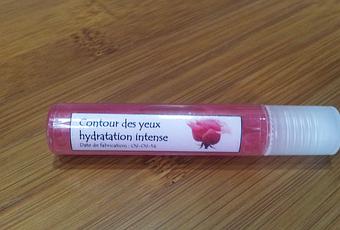 Contour des yeux
hydratation intense
Date de fabrication :